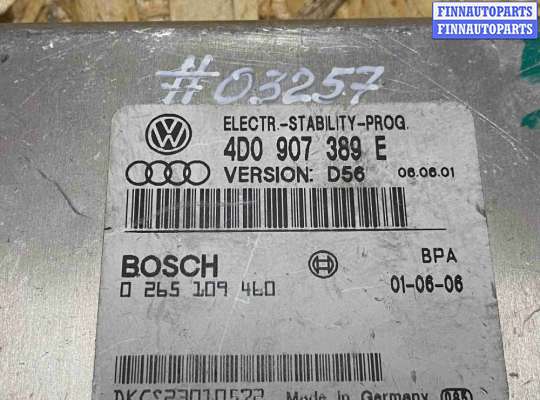 FINNAUTOPARTS
FINNAUTOPARTS
#03257
ELECTR.-STABILITY-PROG.
4D0 907 389 E
VERSION: D56 06.06.01
BOSCH BPA
0 265 109 460 01-06-06
Made in Germany